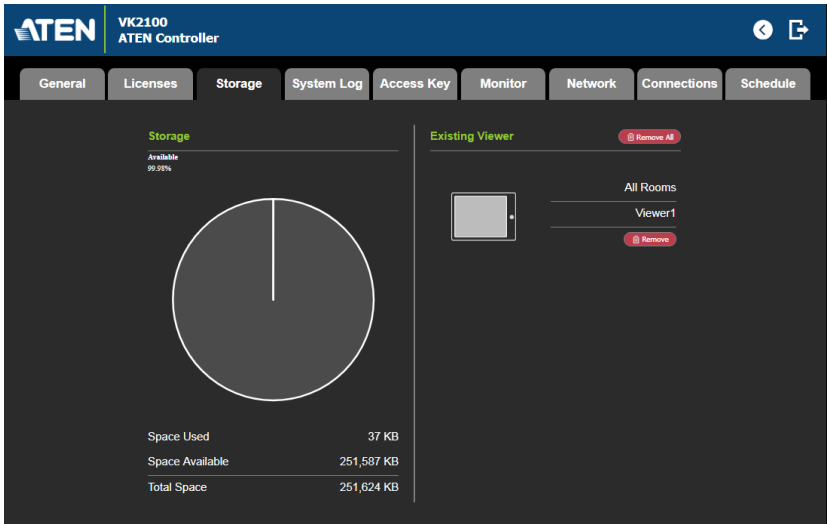 ATEN
VK2100
ATEN Controller
General Licenses Storage System Log Access Key Monitor Network Connections Schedule
Storage
Available
99.98%
Space Used 37 KB
Space Available 251,587 KB
Total Space 251,624 KB
Existing Viewer Remove All
All Rooms
Viewer1
Remove